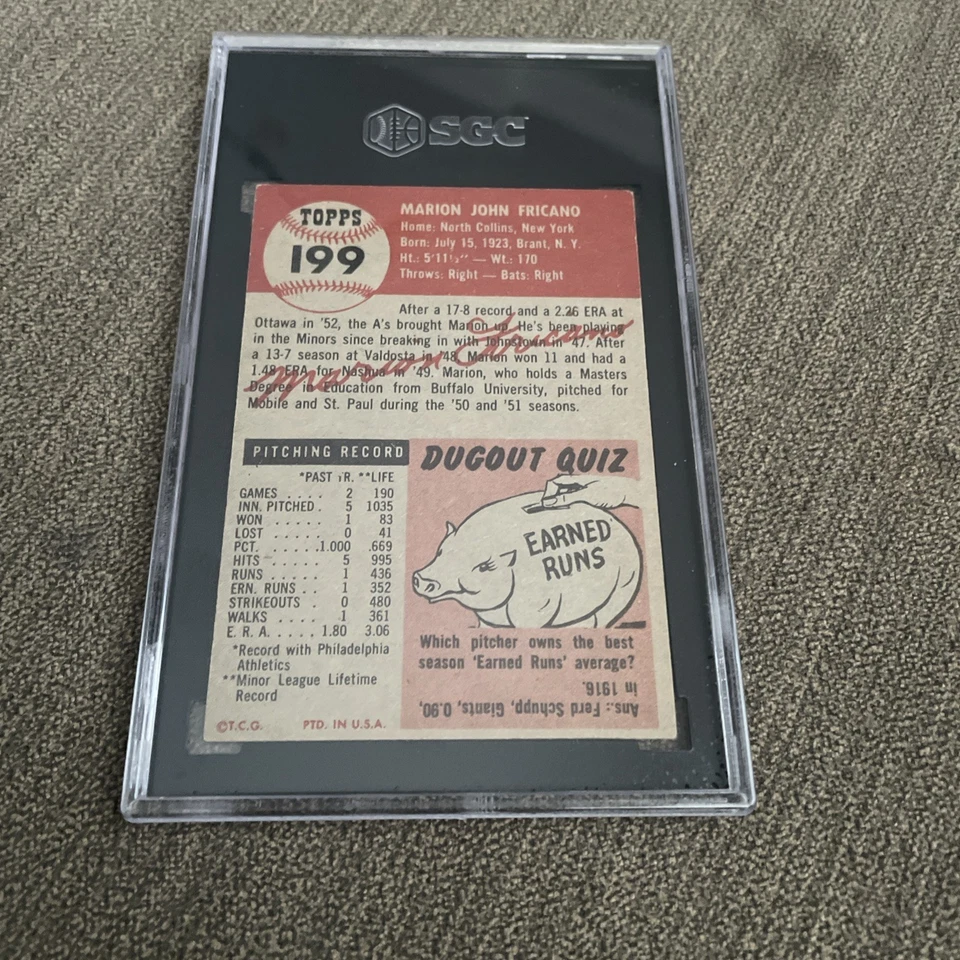 SGC
TOPPS
199
MARION JOHN FRICANO
Home: North Collins, New York
Born: July 15, 1923, Brant, N. Y.
Ht.: 5'11½" — Wt.: 170
Throws: Right — Bats: Right
After a 17-8 record and a 2.26 ERA at
Ottawa in '52, the A's brought Marion up. He's been playing
in the Minors since breaking in with Johnstown in '47. After
a 13-7 season at Valdosta in '48, Marion won 11 and had a
1.48 ERA for Nashua in '49. Marion, who holds a Masters
Degree in Education from Buffalo University, pitched for
Mobile and St. Paul during the '50 and '51 seasons.
Marion Fricano
PITCHING RECORD
*PAST YR. **LIFE
GAMES . . . . 2 190
INN. PITCHED . 5 1035
WON . . . . . 1 83
LOST . . . . . 0 41
PCT. . . . . .1.000 .669
HITS . . . . . 5 995
RUNS . . . . . 1 436
ERN. RUNS . . 1 352
STRIKEOUTS . 0 480
WALKS . . . . 1 361
E. R. A. . . . . 1.80 3.06
*Record with Philadelphia
Athletics
**Minor League Lifetime
Record
©T.C.G. PTD. IN U.S.A.
DUGOUT QUIZ
EARNED
RUNS
Which pitcher owns the best
season 'Earned Runs' average?
Ans.: Ferd Schupp, Giants, 0.90,
in 1916.